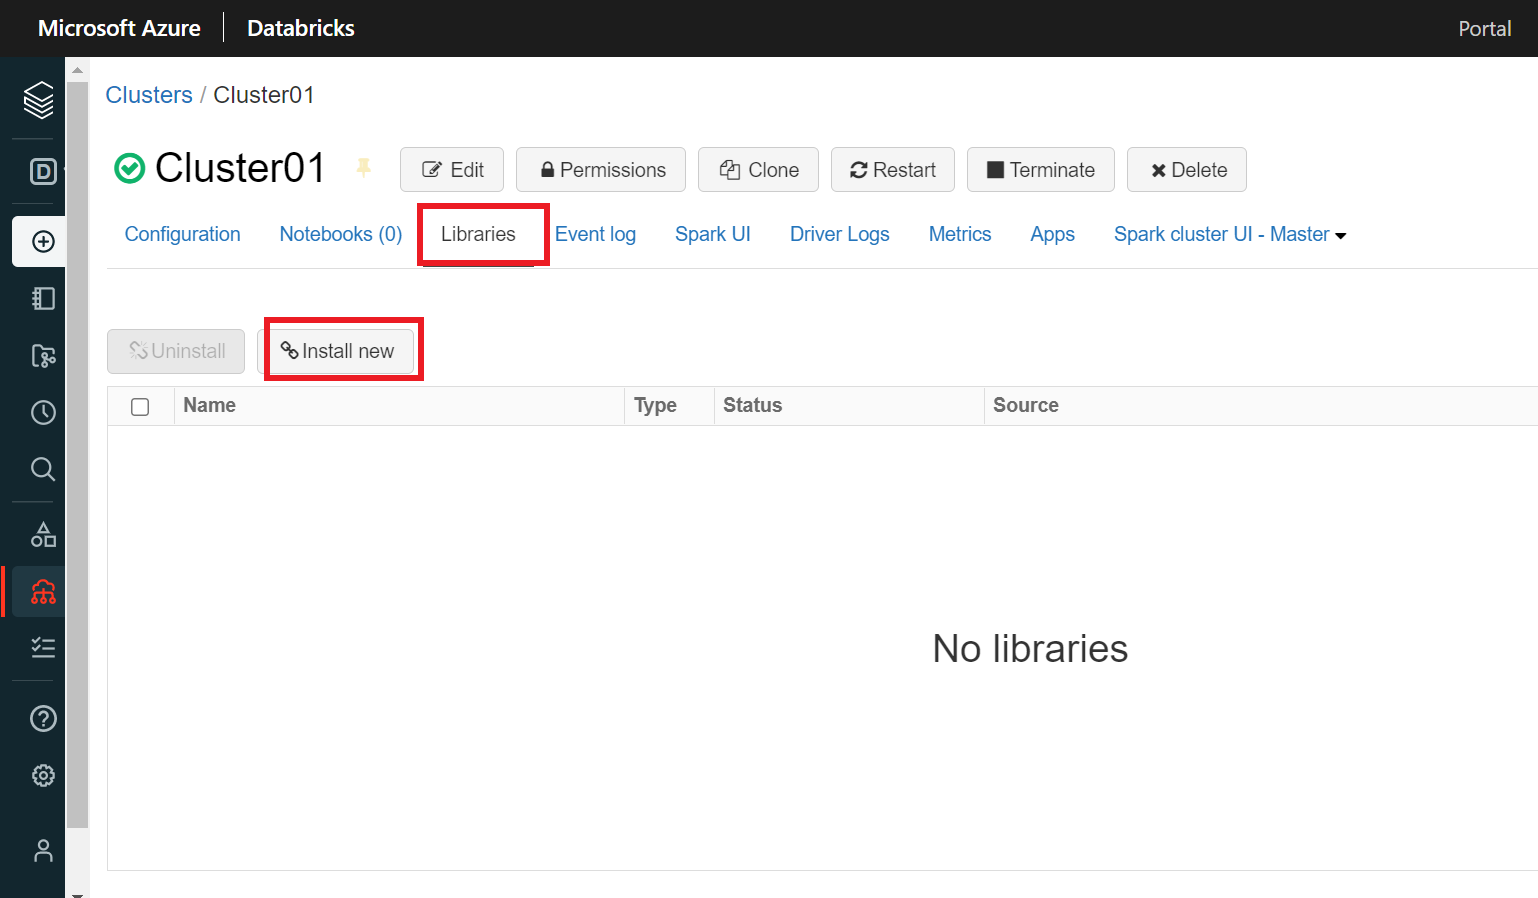 Microsoft Azure Databricks Portal
Clusters / Cluster01
Cluster01 Edit Permissions Clone Restart Terminate Delete
Configuration Notebooks (0) Libraries Event log Spark UI Driver Logs Metrics Apps Spark cluster UI - Master
Uninstall Install new
Name Type Status Source
No libraries
D